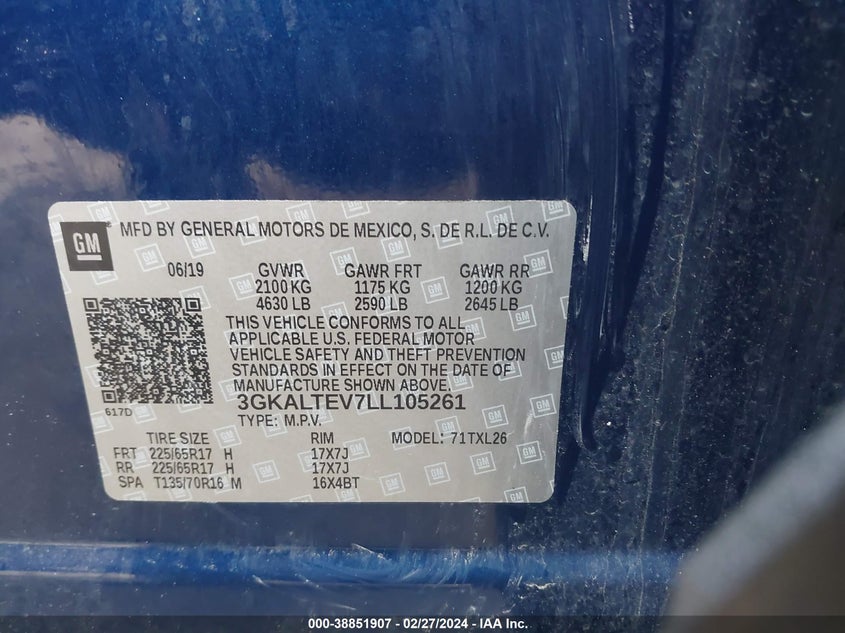 GM MFD BY GENERAL MOTORS DE MEXICO, S. DE R.L. DE C.V.
06/19 GVWR GAWR FRT GAWR RR
2100 KG 1175 KG 1200 KG
4630 LB 2590 LB 2645 LB
THIS VEHICLE CONFORMS TO ALL
APPLICABLE U.S. FEDERAL MOTOR
VEHICLE SAFETY AND THEFT PREVENTION
STANDARDS IN EFFECT ON THE DATE OF
MANUFACTURE SHOWN ABOVE.
617D 3GKALTEV7LL105261
TYPE: M.P.V.
TIRE SIZE RIM MODEL: 71TXL26
FRT 225/65R17 H 17X7J
RR 225/65R17 H 17X7J
SPA T135/70R16 M 16X4BT
000-38851907 - 02/27/2024 - IAA Inc.